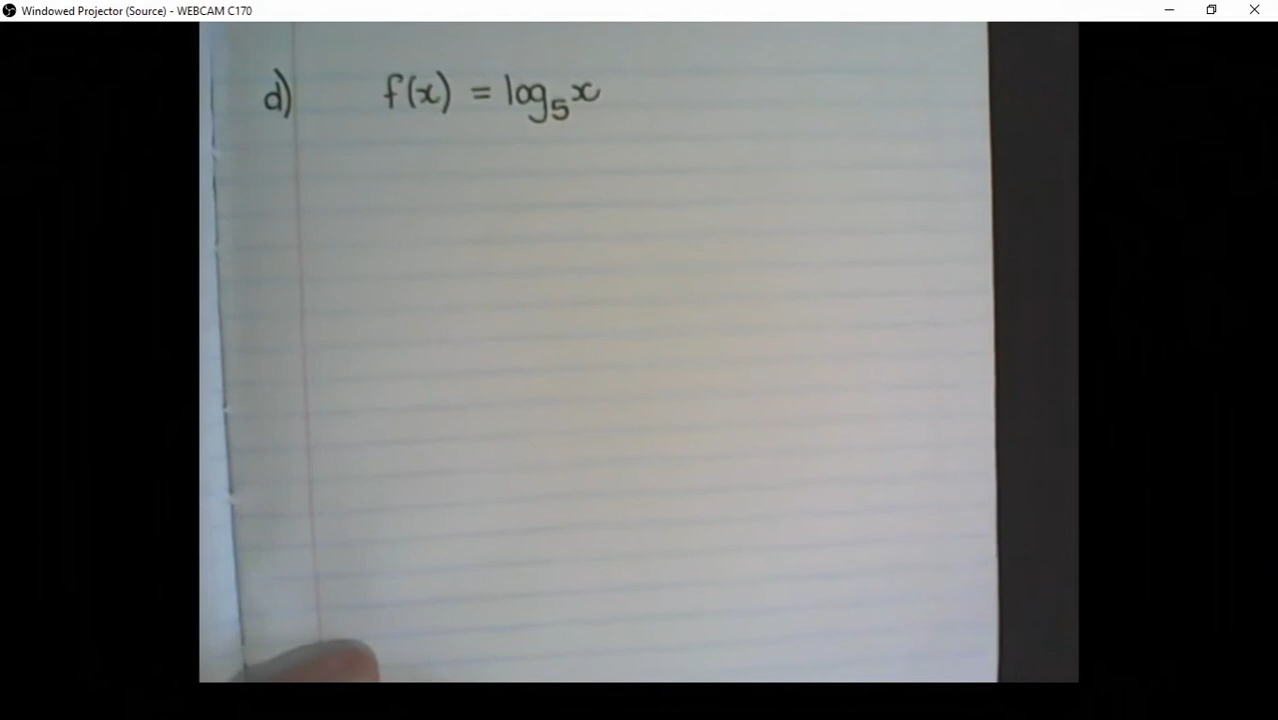 Windowed Projector (Source) - WEBCAM C170
d) f(x) = log₅x